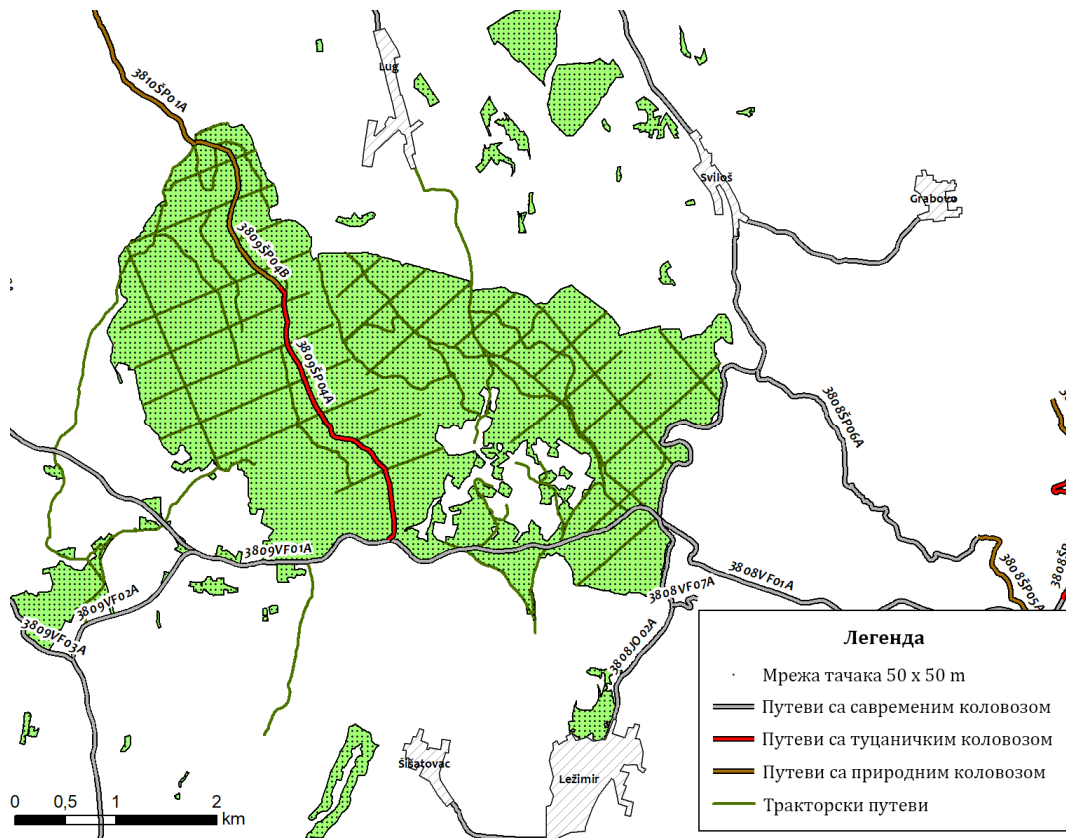 Lug
3810ŠP01A
Sviloš
Grabovo
3809ŠP04B
3809ŠP04A
3808ŠP06A
3809VF01A
3808VF01A
3808ŠP05A
3808ŠP
3808VF07A
3809VF02A
3809VF03A
3808JO02A
Šišatovac
Ležimir
0 0,5 1 2
km
Легенда
Мрежа тачака 50 x 50 m
Путеви са савременим коловозом
Путеви са туцаничким коловозом
Путеви са природним коловозом
Тракторски путеви